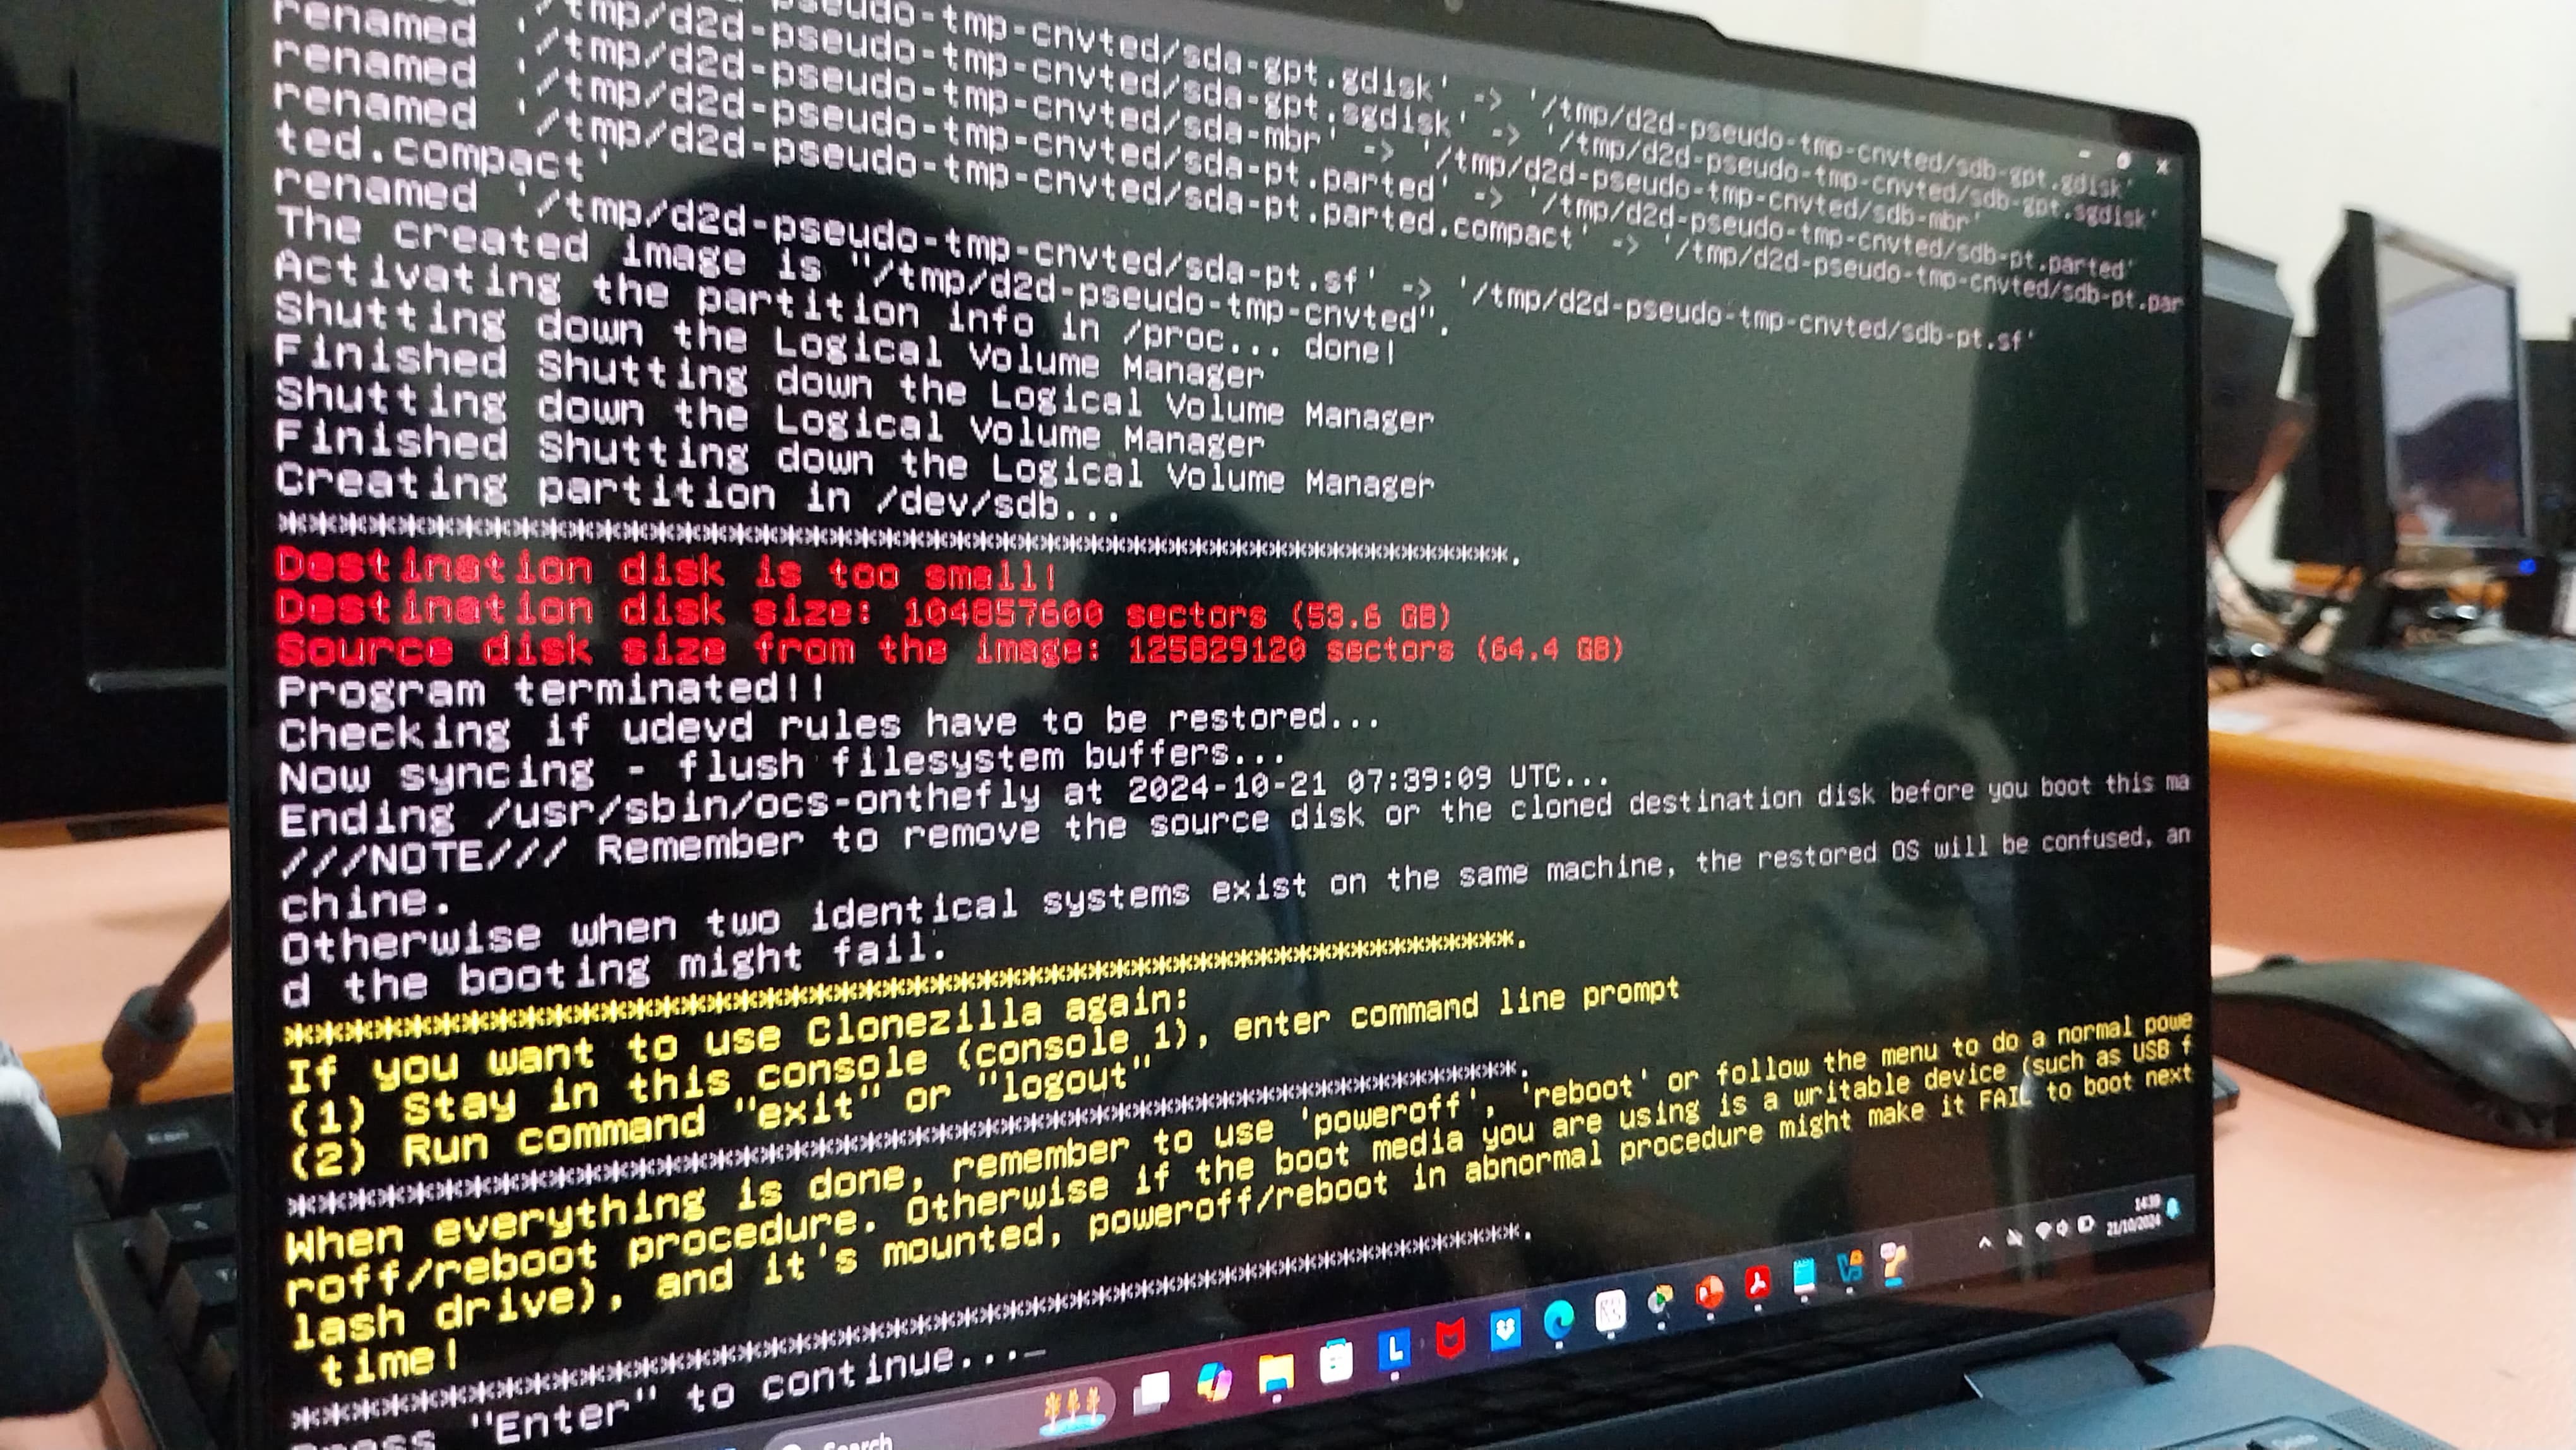 renamed '/tmp/d2d-pseudo-tmp-cnvted/sda-gpt.gdisk' -> '/tmp/d2d-pseudo-tmp-cnvted/sdb-gpt.gdisk'
renamed '/tmp/d2d-pseudo-tmp-cnvted/sda-gpt.sgdisk' -> '/tmp/d2d-pseudo-tmp-cnvted/sdb-gpt.sgdisk'
renamed '/tmp/d2d-pseudo-tmp-cnvted/sda-mbr' -> '/tmp/d2d-pseudo-tmp-cnvted/sdb-mbr'
renamed '/tmp/d2d-pseudo-tmp-cnvted/sda-pt.parted' -> '/tmp/d2d-pseudo-tmp-cnvted/sdb-pt.parted'
renamed '/tmp/d2d-pseudo-tmp-cnvted/sda-pt.parted.compact' -> '/tmp/d2d-pseudo-tmp-cnvted/sdb-pt.par
ted.compact'
renamed '/tmp/d2d-pseudo-tmp-cnvted/sda-pt.sf' -> '/tmp/d2d-pseudo-tmp-cnvted/sdb-pt.sf'
The created image is "/tmp/d2d-pseudo-tmp-cnvted".
Activating the partition info in /proc... done!
Shutting down the Logical Volume Manager
Finished Shutting down the Logical Volume Manager
Shutting down the Logical Volume Manager
Finished Shutting down the Logical Volume Manager
Creating partition in /dev/sdb...
*********************************************************************.
Destination disk is too small!
Destination disk size: 104857600 sectors (53.6 GB)
Source disk size from the image: 125829120 sectors (64.4 GB)
Program terminated!!
Checking if udevd rules have to be restored...
Now syncing - flush filesystem buffers...
Ending /usr/sbin/ocs-onthefly at 2024-10-21 07:39:09 UTC...
///NOTE/// Remember to remove the source disk or the cloned destination disk before you boot this ma
chine.
Otherwise when two identical systems exist on the same machine, the restored OS will be confused, an
d the booting might fail.
*********************************************************************.
If you want to use Clonezilla again:
(1) Stay in this console (console 1), enter command line prompt
(2) Run command "exit" or "logout"
*********************************************************************.
When everything is done, remember to use 'poweroff', 'reboot' or follow the menu to do a normal powe
roff/reboot procedure. Otherwise if the boot media you are using is a writable device (such as USB f
lash drive), and it's mounted, poweroff/reboot in abnormal procedure might make it FAIL to boot next
time!
*********************************************************************.
Press "Enter" to continue..._
Search
14:39
21/10/2024